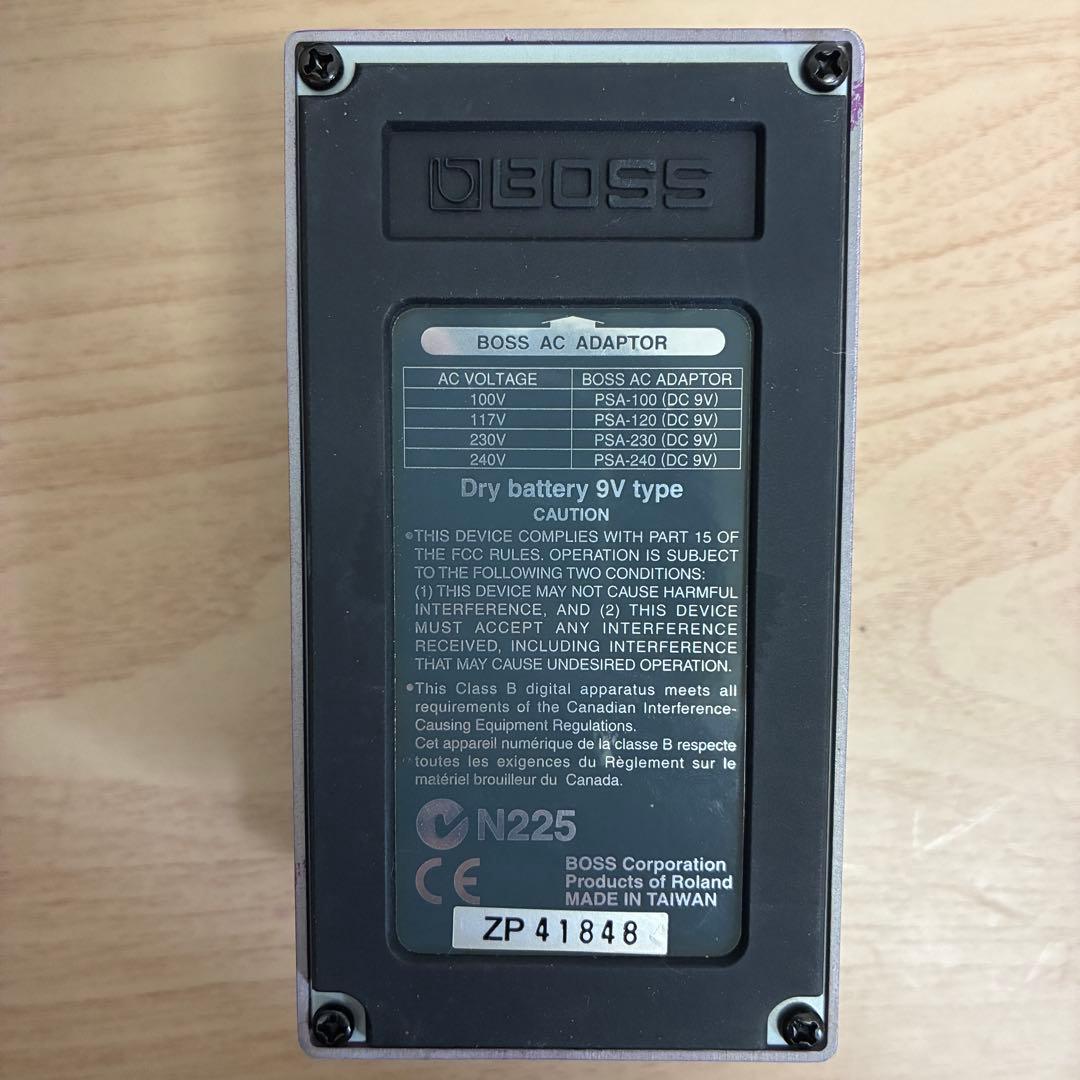 BOSS
BOSS AC ADAPTOR
AC VOLTAGE BOSS AC ADAPTOR
100V PSA-100 (DC 9V)
117V PSA-120 (DC 9V)
230V PSA-230 (DC 9V)
240V PSA-240 (DC 9V)
Dry battery 9V type
CAUTION
•THIS DEVICE COMPLIES WITH PART 15 OF
THE FCC RULES. OPERATION IS SUBJECT
TO THE FOLLOWING TWO CONDITIONS:
(1) THIS DEVICE MAY NOT CAUSE HARMFUL
INTERFERENCE, AND (2) THIS DEVICE
MUST ACCEPT ANY INTERFERENCE
RECEIVED, INCLUDING INTERFERENCE
THAT MAY CAUSE UNDESIRED OPERATION.
•This Class B digital apparatus meets all
requirements of the Canadian Interference-
Causing Equipment Regulations.
Cet appareil numérique de la classe B respecte
toutes les exigences du Règlement sur le
matériel brouilleur du Canada.
N225
CE
BOSS Corporation
Products of Roland
MADE IN TAIWAN
ZP 41848